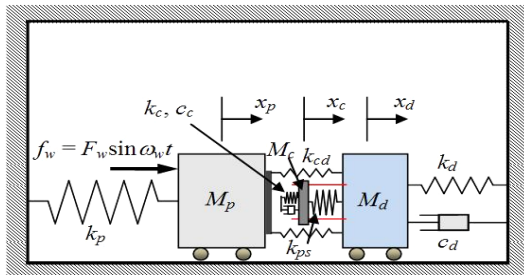 x_p
x_c
x_d
k_c, c_c
f_w = F_w sin ω_w t
M_c
k_cd
k_d
M_p
M_d
k_p
k_ps
c_d